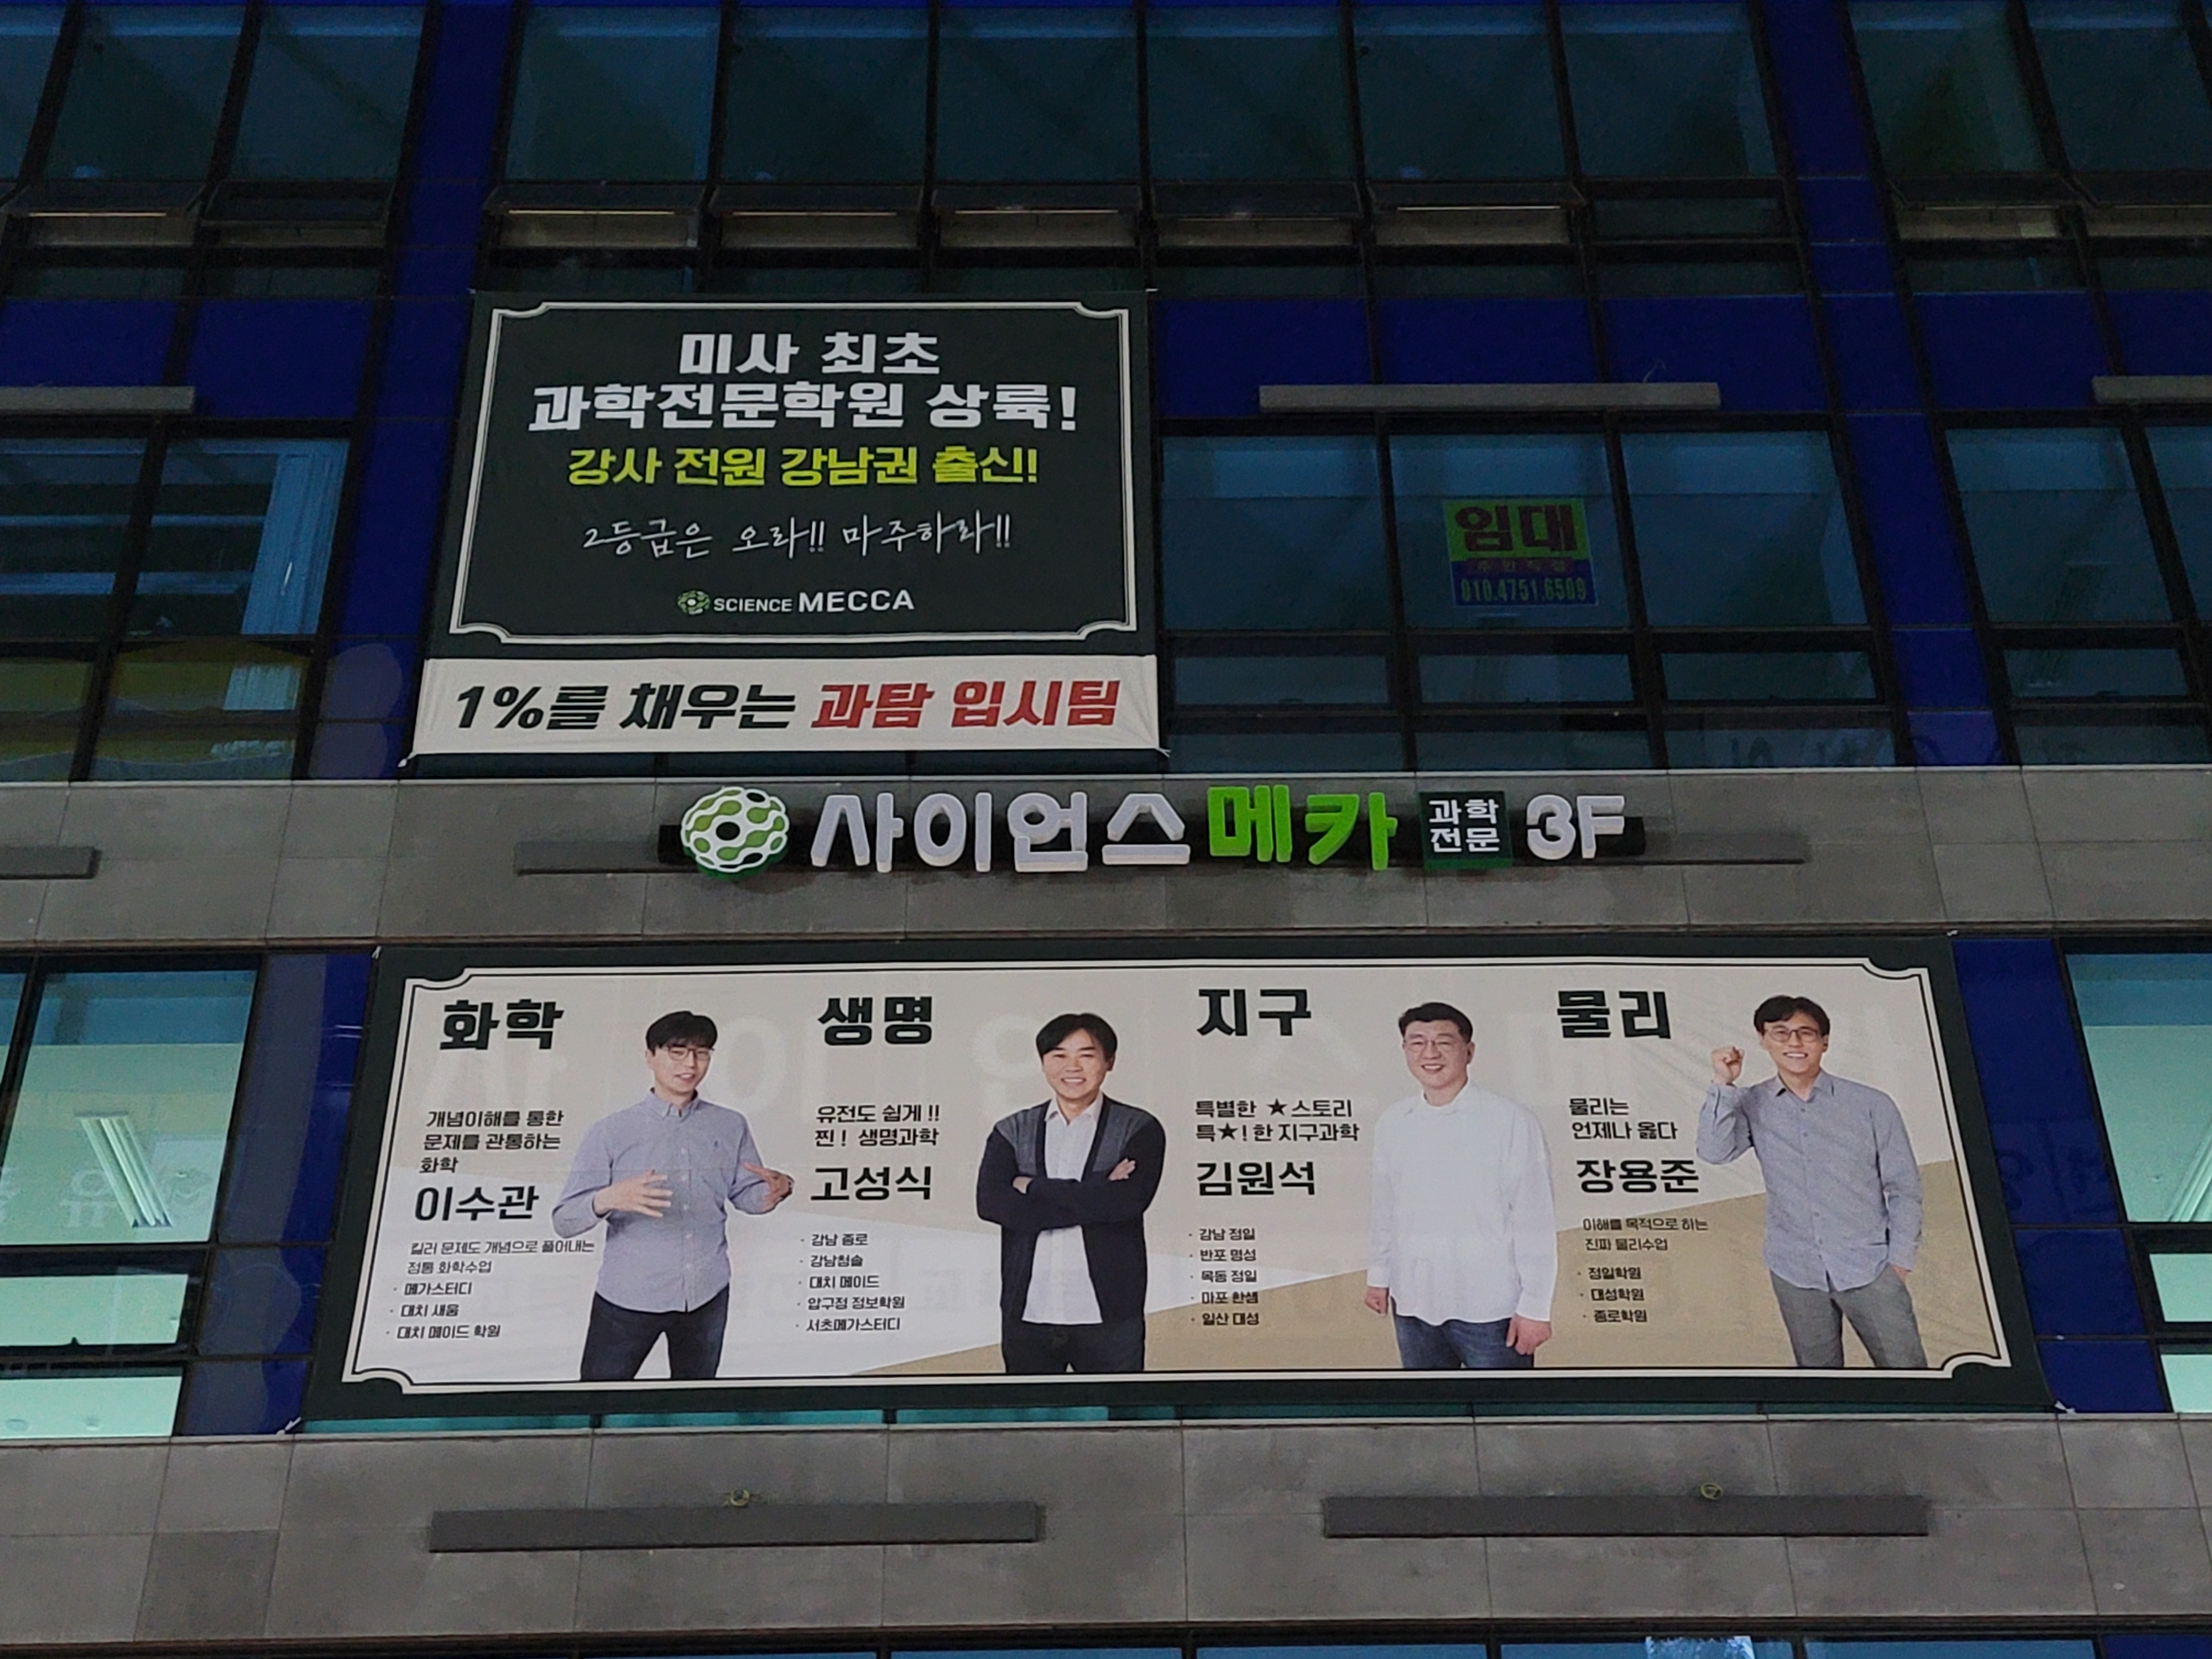 미사 최초
과학전문학원 상륙!
강사 전원 강남권 출신!
2등급은 오라!! 마주하라!!
SCIENCE MECCA
1%를 채우는 과탐 입시팀
임대
010.4751.6509
사이언스메카 과학전문 3F
화학
개념이해를 통한
문제를 관통하는
화학
이수관
킬러 문제도 개념으로 풀어내는
정통 화학수업
· 메가스터디
· 대치 새움
· 대치 메이드 학원
생명
유전도 쉽게 !!
찐! 생명과학
고성식
· 강남 종로
· 강남청솔
· 대치 메이드
· 압구정 정보학원
· 서초메가스터디
지구
특별한 ★스토리
특★!한 지구과학
김원석
· 강남 정일
· 반포 명성
· 목동 정일
· 마포 한샘
· 일산 대성
물리
물리는
언제나 옳다
장용준
이해를 목적으로 하는
진짜 물리수업
· 정일학원
· 대성학원
· 종로학원